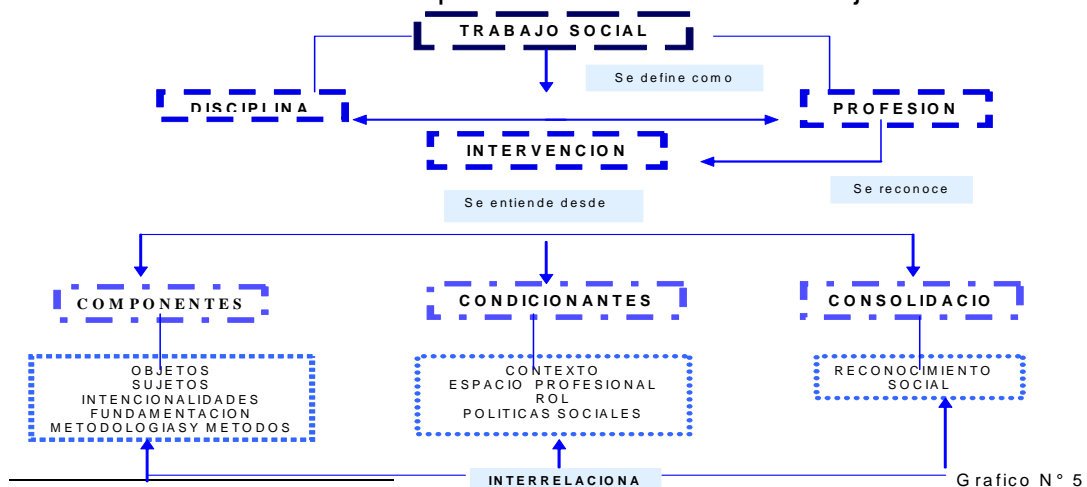 TRABAJO SOCIAL
Se define como
DISCIPLINA
PROFESION
INTERVENCION
Se reconoce
Se entiende desde
COMPONENTES
CONDICIONANTES
CONSOLIDACIO
OBJETOS
SUJETOS
INTENCIONALIDADES
FUNDAMENTACION
METODOLOGIASY METODOS
CONTEXTO
ESPACIO PROFESIONAL
ROL
POLITICAS SOCIALES
RECONOCIMIENTO
SOCIAL
INTERRELACIONA
Grafico N° 5